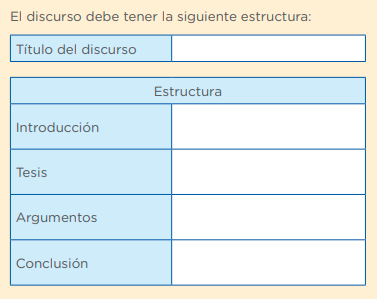 El discurso debe tener la siguiente estructura:
Título del discurso
Estructura
Introducción
Tesis
Argumentos
Conclusión